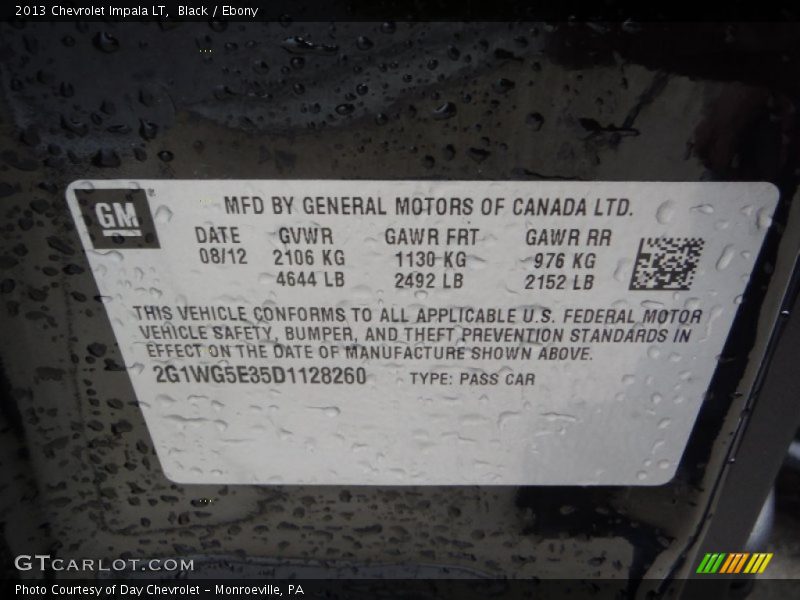 2013 Chevrolet Impala LT, Black / Ebony
GM
MFD BY GENERAL MOTORS OF CANADA LTD.
DATE GVWR GAWR FRT GAWR RR
08/12 2106 KG 1130 KG 976 KG
4644 LB 2492 LB 2152 LB
THIS VEHICLE CONFORMS TO ALL APPLICABLE U.S. FEDERAL MOTOR
VEHICLE SAFETY, BUMPER, AND THEFT PREVENTION STANDARDS IN
EFFECT ON THE DATE OF MANUFACTURE SHOWN ABOVE.
2G1WG5E35D1128260 TYPE: PASS CAR
GTCARLOT.COM
Photo Courtesy of Day Chevrolet - Monroeville, PA